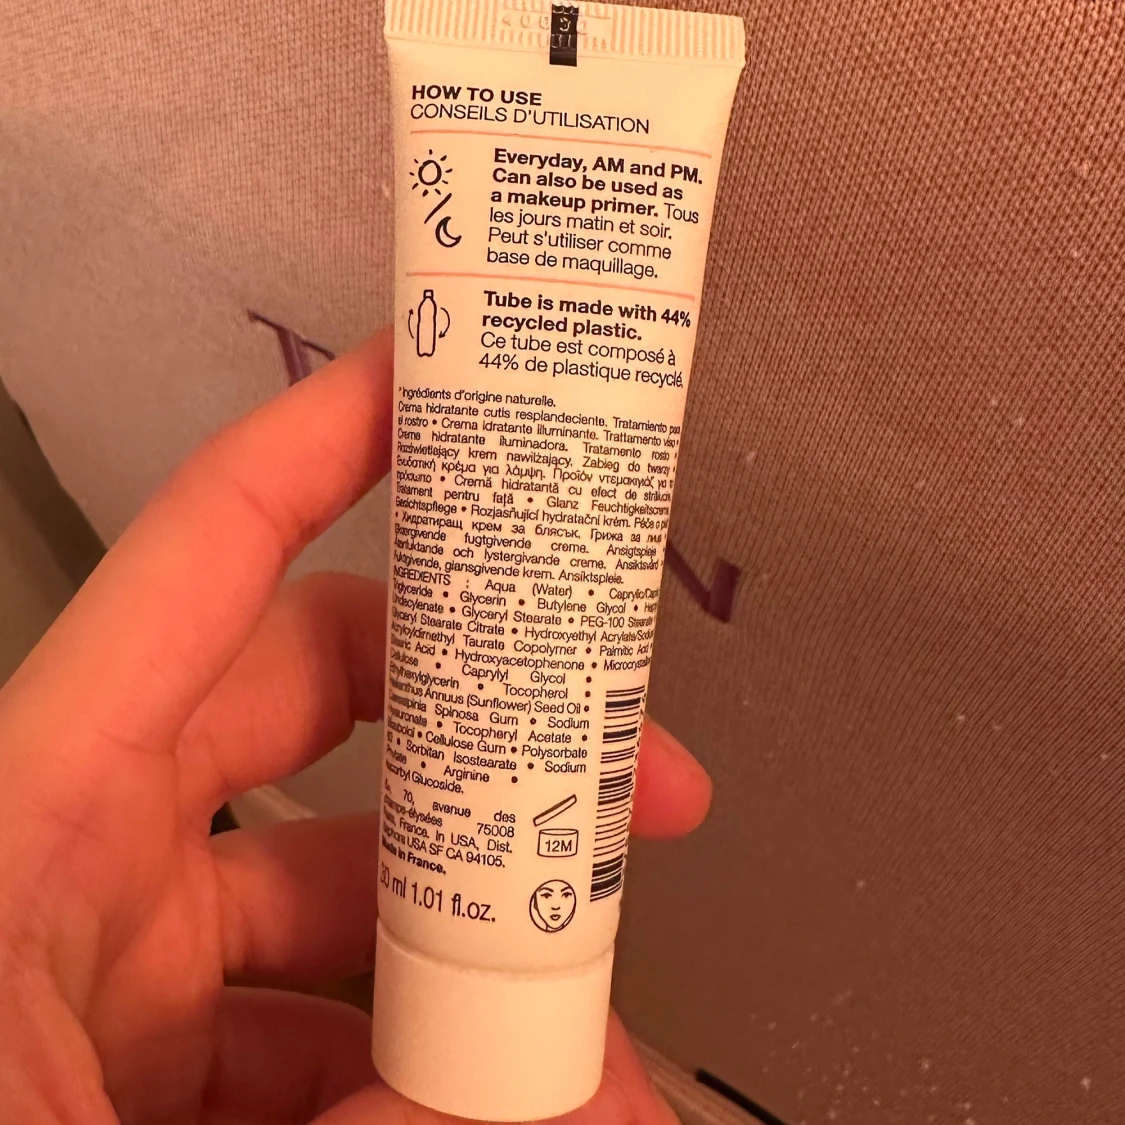 HOW TO USE
CONSEILS D'UTILISATION
Everyday, AM and PM.
Can also be used as
a makeup primer. Tous
les jours matin et soir.
Peut s'utiliser comme
base de maquillage.
Tube is made with 44%
recycled plastic.
Ce tube est composé à
44% de plastique recyclé.
*Ingrédients d'origine naturelle.
Crema hidratante cutis resplandeciente. Tratamiento para
el rostro • Crema idratante illuminante. Trattamento viso •
Creme hidratante iluminadora. Tratamento rosto •
Rozświetlający krem nawilżający. Zabieg do twarzy •
Ενυδατική κρέμα για λάμψη. Προϊόν ντεμακιγιάζ για το
πρόσωπο • Cremă hidratantă cu efect de strălucire.
Tratament pentru față • Glanz Feuchtigkeitscreme.
Gesichtspflege • Rozjasňující hydratační krém. Péče o pleť
• Хидратиращ крем за блясък. Грижа за лице •
fugtgivende creme. Ansigtspleje •
och lystergivande creme. Ansiktsvård •
Fuktgivende, glansgivende krem. Ansiktspleie.
INGREDIENTS : Aqua (Water) • Caprylic/Capric
Triglyceride • Glycerin • Butylene Glycol •
Undecylenate • Glyceryl Stearate • PEG-100 Stearate
Glyceryl Stearate Citrate • Hydroxyethyl Acrylate/Sodium
Acryloyldimethyl Taurate Copolymer • Palmitic Acid •
Stearic Acid • Hydroxyacetophenone • Microcrystalline
Cellulose • Caprylyl Glycol •
Ethylhexylglycerin • Tocopherol •
Helianthus Annuus (Sunflower) Seed Oil •
Caesalpinia Spinosa Gum • Sodium
Hyaluronate • Tocopheryl Acetate •
Bisabolol • Cellulose Gum • Polysorbate
60 • Sorbitan Isostearate • Sodium
• Arginine •
Ascorbyl Glucoside.
70, avenue des
Champs-élysées 75008
Paris, France. In USA, Dist.
Sephora USA SF CA 94105.
Made in France.
12M
30 ml 1.01 fl.oz.